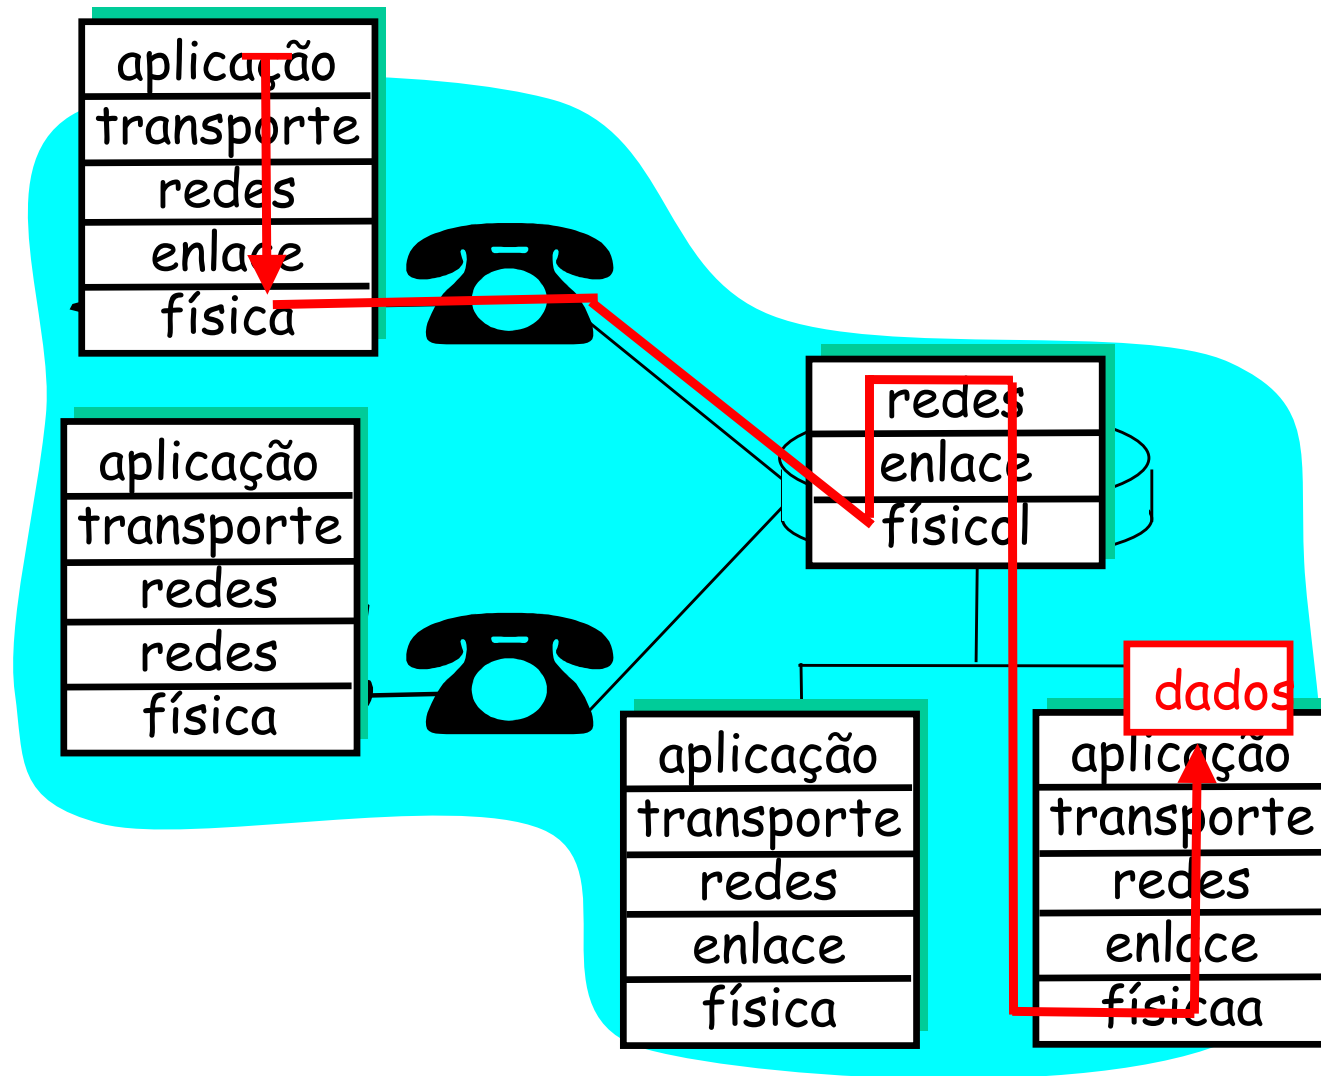 aplicação
transporte
redes
enlace
física
aplicação
transporte
redes
redes
física
redes
enlace
físical
dados
aplicação
transporte
redes
enlace
física
aplicação
transporte
redes
enlace
físicaa